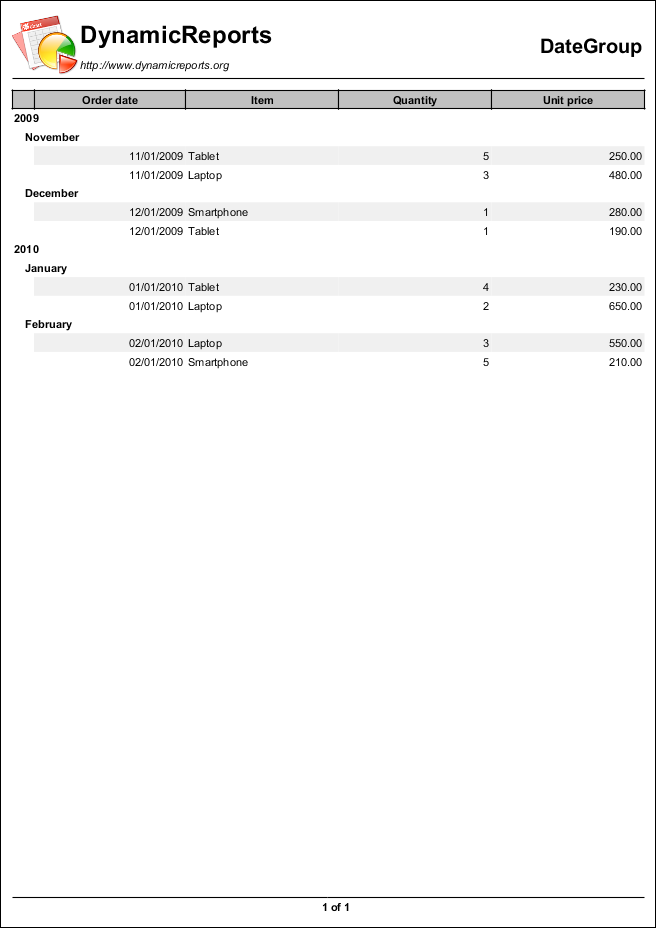 DynamicReports
http://www.dynamicreports.org
DateGroup
Order date Item Quantity Unit price
2009
November
11/01/2009 Tablet 5 250.00
11/01/2009 Laptop 3 480.00
December
12/01/2009 Smartphone 1 280.00
12/01/2009 Tablet 1 190.00
2010
January
01/01/2010 Tablet 4 230.00
01/01/2010 Laptop 2 650.00
February
02/01/2010 Laptop 3 550.00
02/01/2010 Smartphone 5 210.00
1 of 1